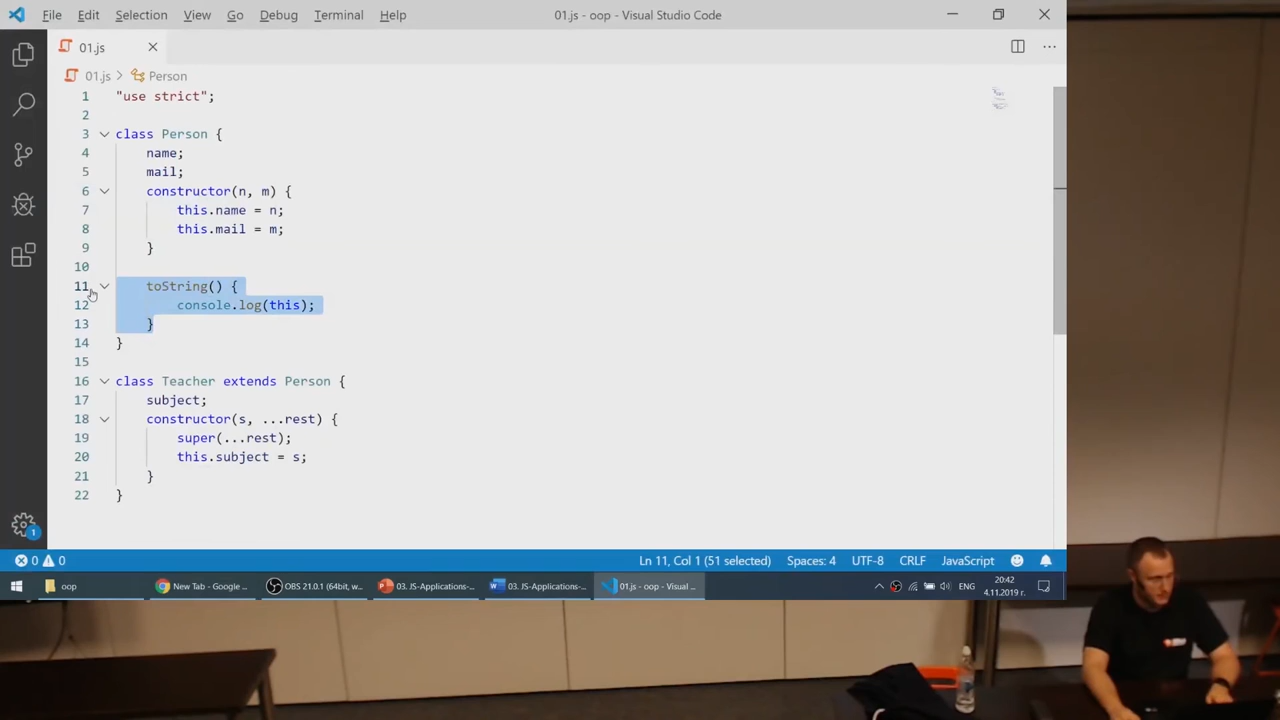 File Edit Selection View Go Debug Terminal Help 01.js - oop - Visual Studio Code
01.js
01.js > Person
1 "use strict";
2
3 class Person {
4 name;
5 mail;
6 constructor(n, m) {
7 this.name = n;
8 this.mail = m;
9 }
10
11 toString() {
12 console.log(this);
13 }
14 }
15
16 class Teacher extends Person {
17 subject;
18 constructor(s, ...rest) {
19 super(...rest);
20 this.subject = s;
21 }
22 }
1
0 0 Ln 11, Col 1 (51 selected) Spaces: 4 UTF-8 CRLF JavaScript
oop New Tab - Google ... OBS 21.0.1 (64bit, w... 03. JS-Applications-... 03. JS-Applications-... 01.js - oop - Visual ... ЕНГ 20:42
4.11.2019 г.